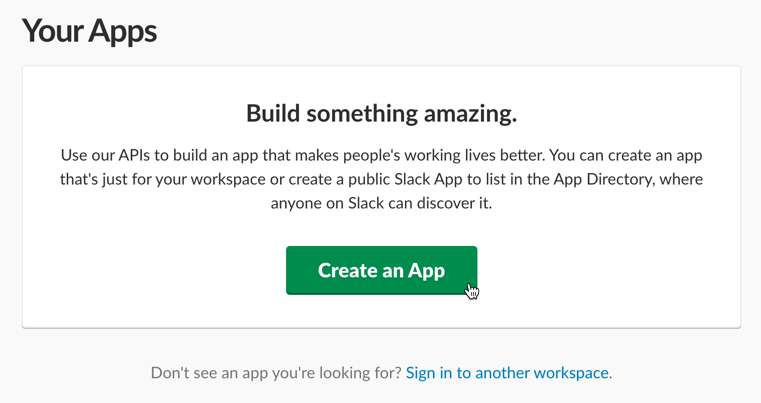 Your Apps
Build something amazing.
Use our APIs to build an app that makes people's working lives better. You can create an app
that's just for your workspace or create a public Slack App to list in the App Directory, where
anyone on Slack can discover it.
Create an App
Don't see an app you're looking for? Sign in to another workspace.